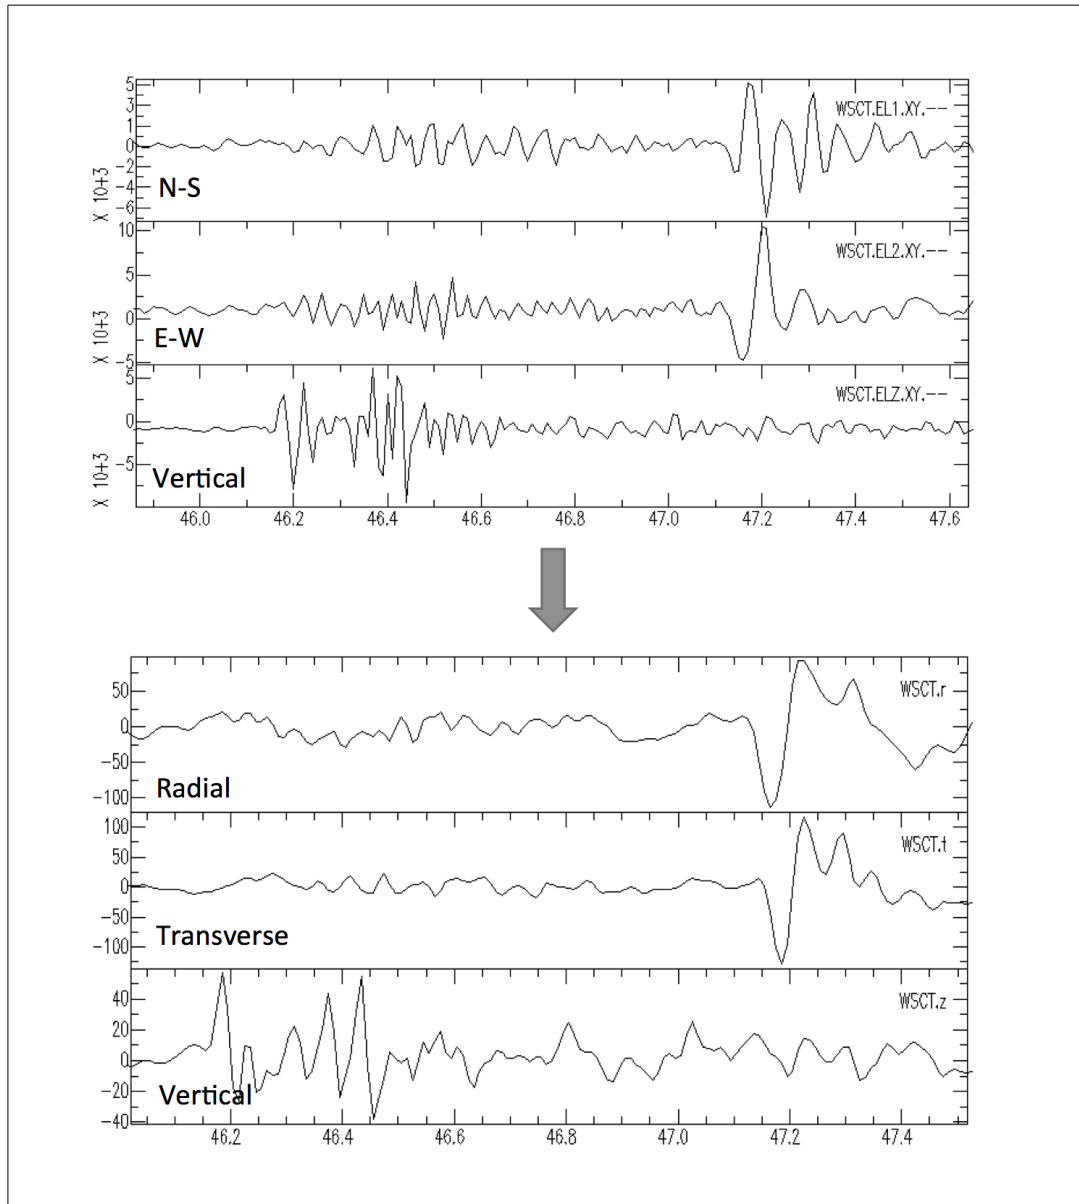 5
3
1
0
-2
-4
-6
X 10+3
WSCT.EL1.XY.--
N-S
10
5
0
-5
X 10+3
WSCT.EL2.XY.--
E-W
5
0
-5
X 10+3
WSCT.ELZ.XY.--
Vertical
46.0 46.2 46.4 46.6 46.8 47.0 47.2 47.4 47.6
50
0
-50
-100
WSCT.r
Radial
100
50
0
-50
-100
WSCT.t
Transverse
40
20
0
-20
-40
WSCT.z
Vertical
46.2 46.4 46.6 46.8 47.0 47.2 47.4